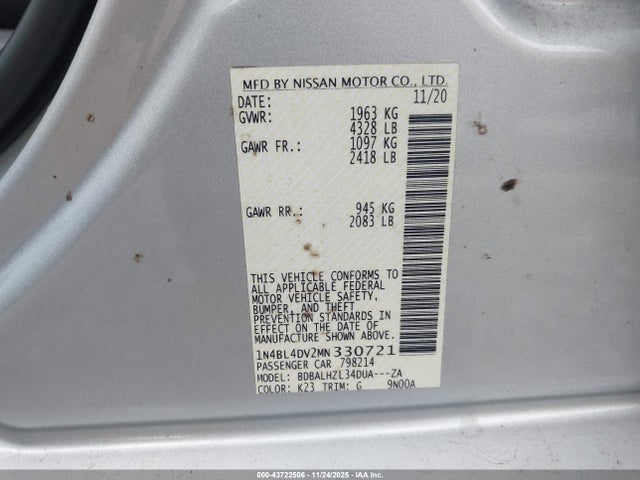 MFD BY NISSAN MOTOR CO., LTD.
DATE: 11/20
GVWR: 1963 KG
4328 LB
GAWR FR.: 1097 KG
2418 LB
GAWR RR.: 945 KG
2083 LB
THIS VEHICLE CONFORMS TO
ALL APPLICABLE FEDERAL
MOTOR VEHICLE SAFETY,
BUMPER, AND THEFT
PREVENTION STANDARDS IN
EFFECT ON THE DATE OF
MANUFACTURE SHOWN ABOVE.
1N4BL4DV2MN330721
PASSENGER CAR 798214
MODEL: BDBALHZL34DUA---ZA
COLOR: K23 TRIM: G 9N00A
000-43722506 - 11/24/2025 - IAA Inc.